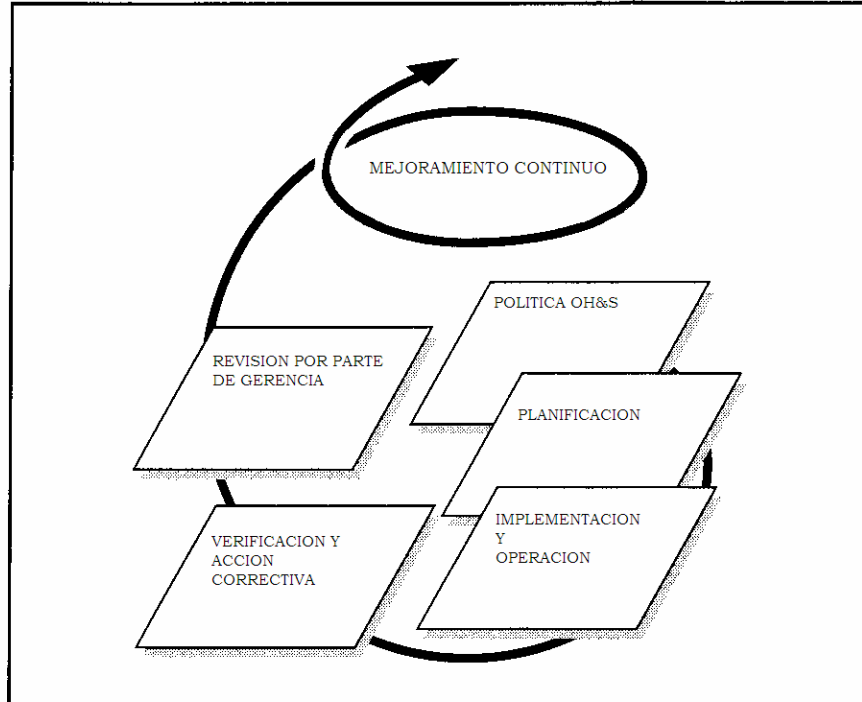 MEJORAMIENTO CONTINUO
POLITICA OH&S
REVISION POR PARTE
DE GERENCIA
PLANIFICACION
IMPLEMENTACION
Y
OPERACION
VERIFICACION Y
ACCION
CORRECTIVA